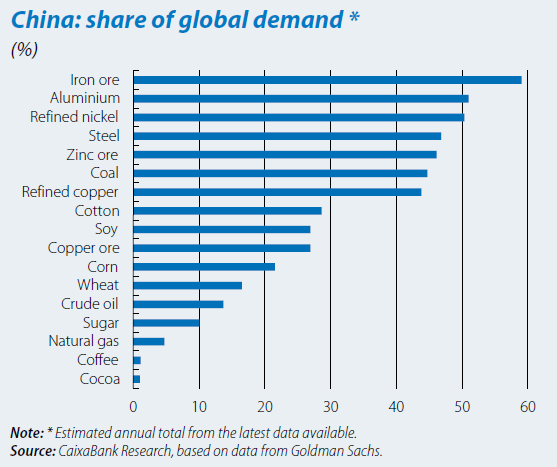 China: share of global demand *
(%)
Iron ore
Aluminium
Refined nickel
Steel
Zinc ore
Coal
Refined copper
Cotton
Soy
Copper ore
Corn
Wheat
Crude oil
Sugar
Natural gas
Coffee
Cocoa
0 10 20 30 40 50 60
Note: * Estimated annual total from the latest data available.
Source: CaixaBank Research, based on data from Goldman Sachs.